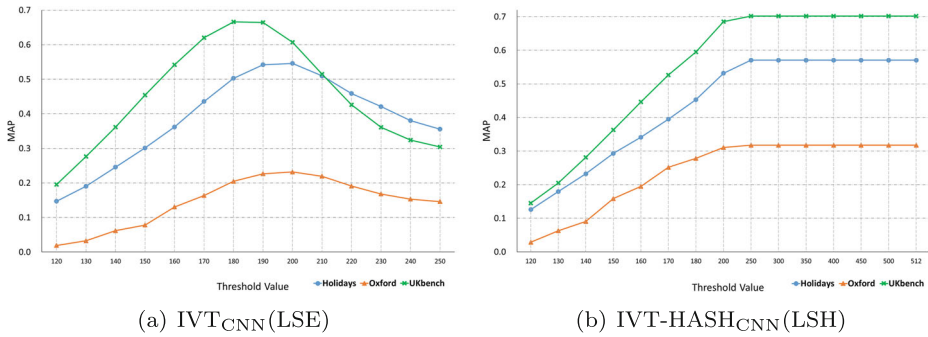 0.7
0.6
0.5
0.4
0.3
0.2
0.1
0.0
MAP
120 130 140 150 160 170 180 190 200 210 220 230 240 250
Threshold Value
Holidays Oxford UKbench
(a) IVTCNN(LSE)
0.7
0.6
0.5
0.4
0.3
0.2
0.1
0.0
MAP
120 130 140 150 160 170 180 200 250 300 350 400 450 500 512
Threshold Value
Holidays Oxford UKbench
(b) IVT-HASHCNN(LSH)